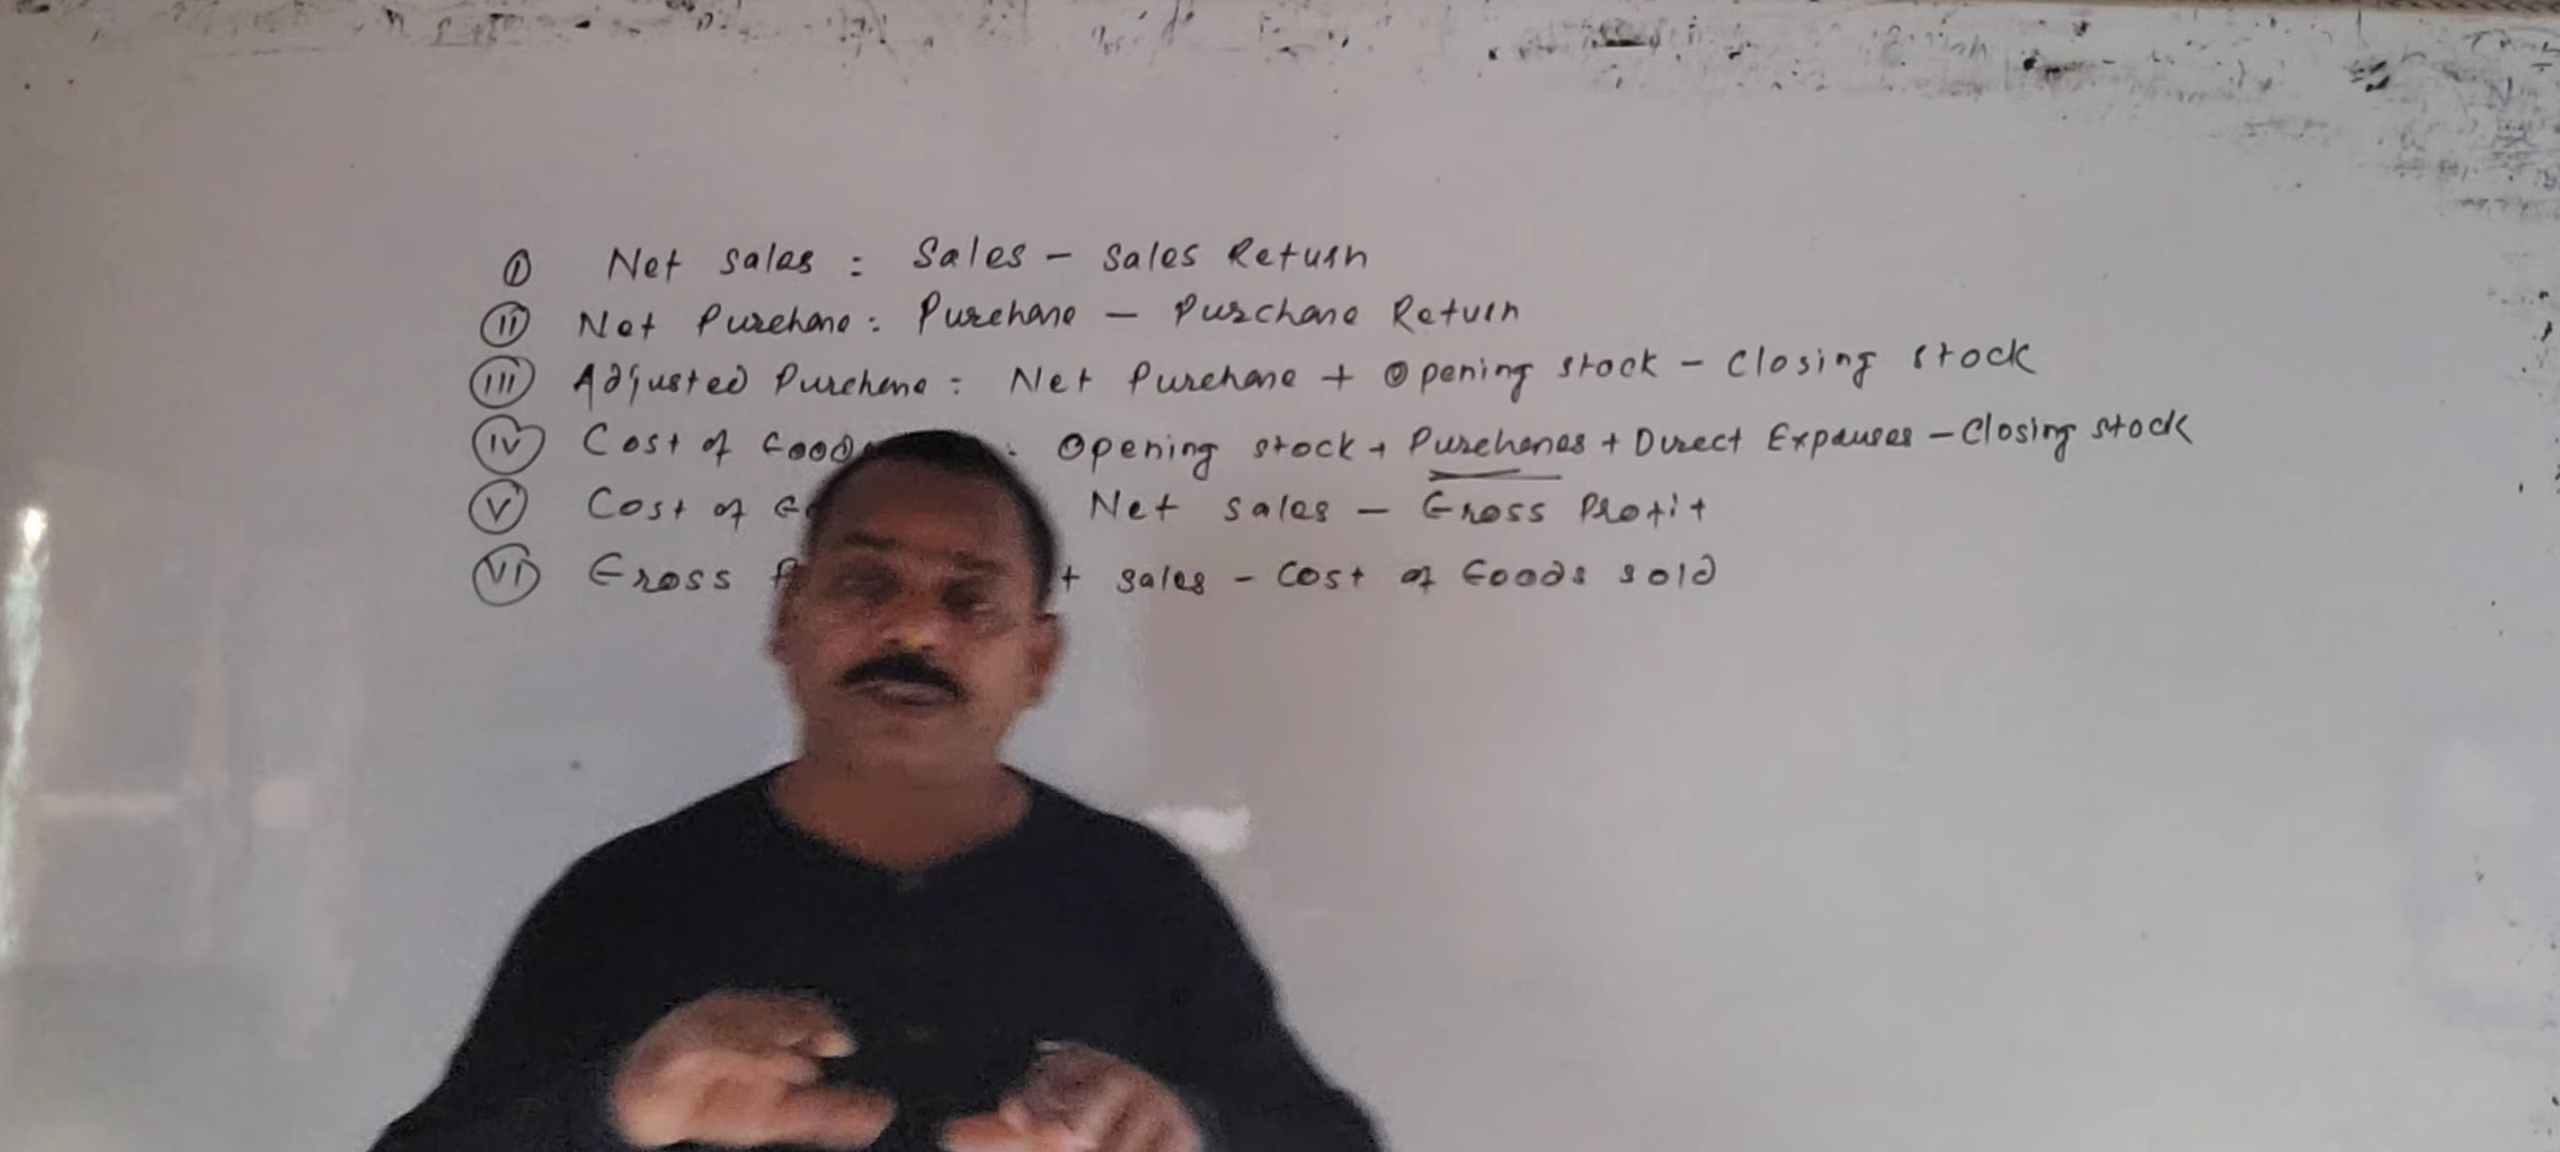 ① Net Sales : Sales - Sales Return
② Net Purchase : Purchase - Purchase Return
III Adjusted Purchase : Net Purchase + Opening Stock - Closing Stock
IV Cost of Goods : Opening Stock + Purchases + Direct Expenses - Closing Stock
V Cost of Net Sales - Gross Profit
VI Gross Sales - Cost of Goods Sold